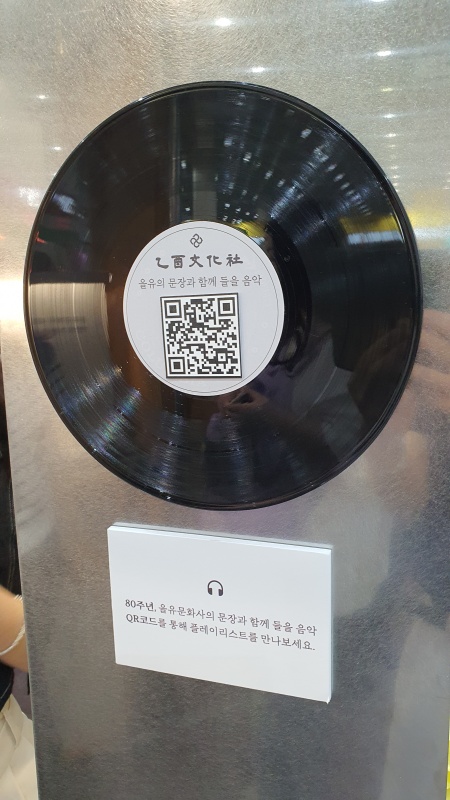 乙酉文化社
을유의 문장과 함께 들을 음악
80주년, 을유문화사의 문장과 함께 들을 음악
QR코드를 통해 플레이리스트를 만나보세요.